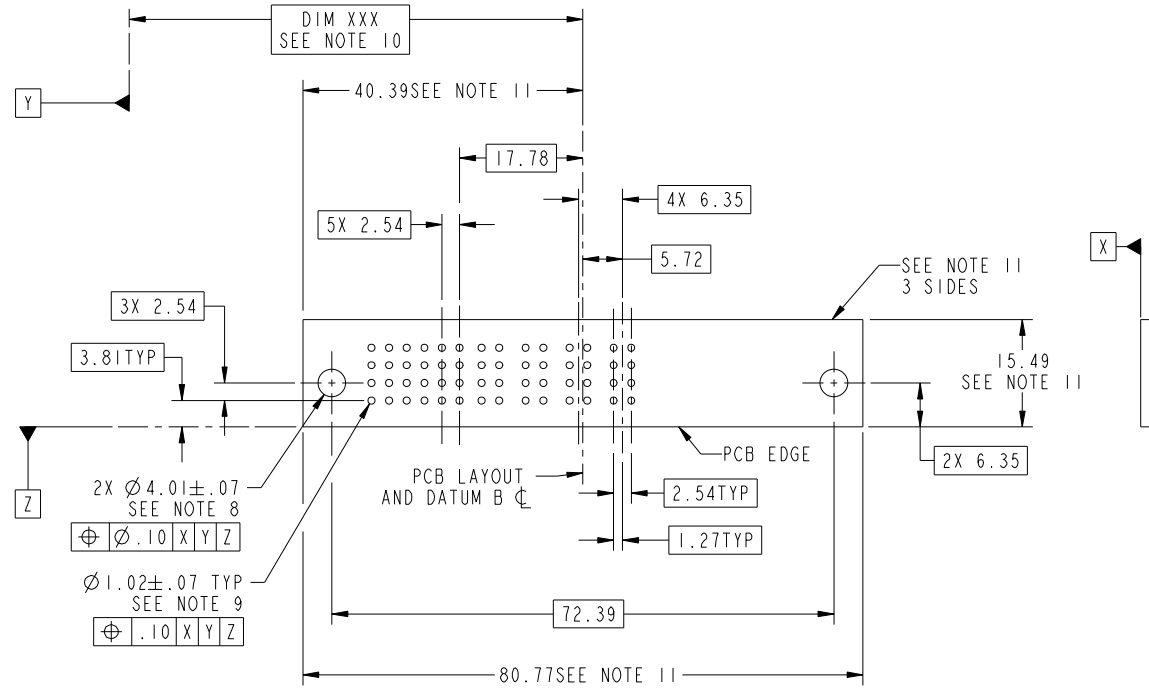 DIM XXX
SEE NOTE 10
Y
40.39SEE NOTE 11
17.78
4X 6.35
5X 2.54
5.72
X
SEE NOTE 11
3 SIDES
3X 2.54
3.81TYP
15.49
SEE NOTE 11
Z
PCB EDGE
2X 6.35
PCB LAYOUT
AND DATUM B ℄
2.54TYP
2X ⌀4.01±.07
SEE NOTE 8
⌖ ⌀.10 X Y Z
1.27TYP
⌀1.02±.07 TYP
SEE NOTE 9
⌖ .10 X Y Z
72.39
80.77SEE NOTE 11